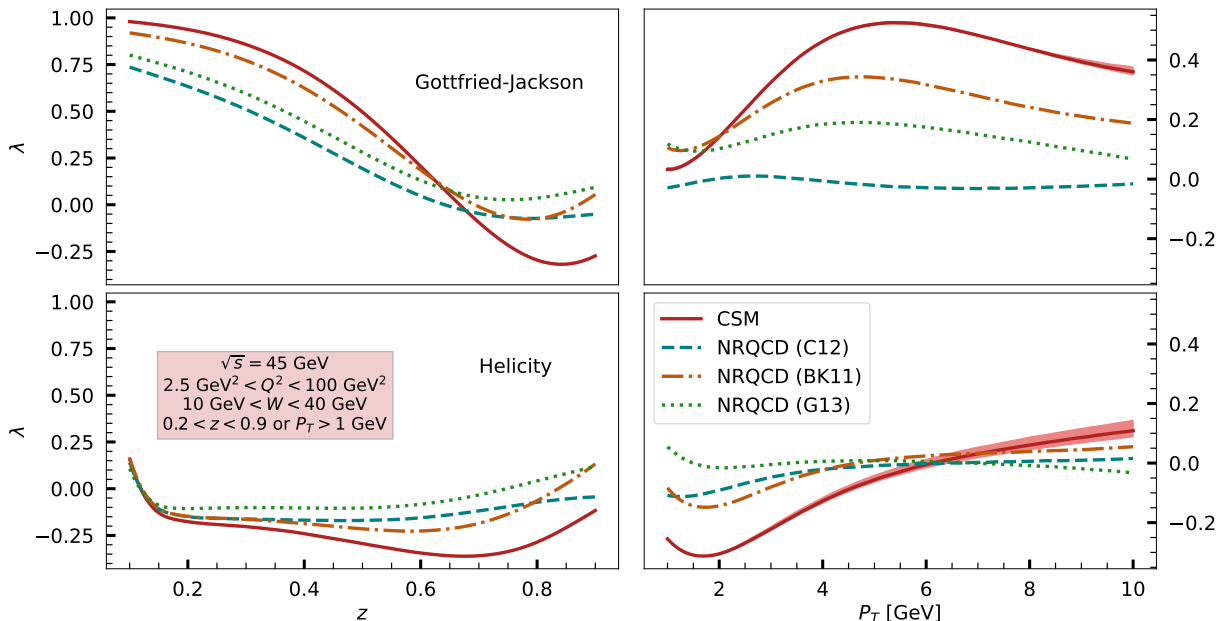 1.00
0.75
0.50
0.25
0.00
−0.25
λ
Gottfried-Jackson
0.4
0.2
0.0
−0.2
1.00
0.75
0.50
0.25
0.00
−0.25
λ
√s = 45 GeV
2.5 GeV² < Q² < 100 GeV²
10 GeV < W < 40 GeV
0.2 < z < 0.9 or P_T > 1 GeV
Helicity
0.2 0.4 0.6 0.8
z
CSM
NRQCD (C12)
NRQCD (BK11)
NRQCD (G13)
0.4
0.2
0.0
−0.2
2 4 6 8 10
P_T [GeV]